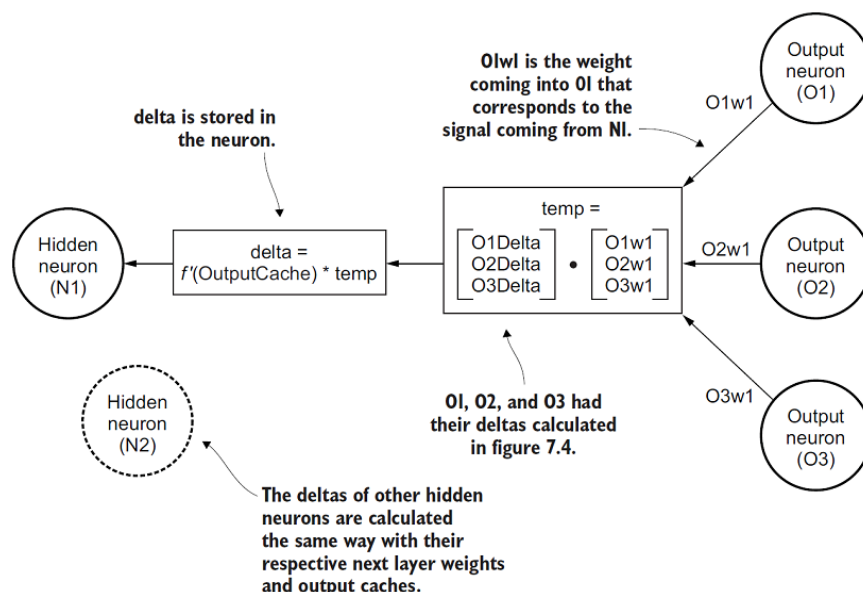 Output
neuron
(O1)
O1w1 is the weight
coming into O1 that
corresponds to the
signal coming from N1.
O1w1
delta is stored in
the neuron.
temp =
O1Delta
O2Delta
O3Delta
•
O1w1
O2w1
O3w1
Hidden
neuron
(N1)
delta =
f'(OutputCache) * temp
O2w1
Output
neuron
(O2)
O3w1
Output
neuron
(O3)
O1, O2, and O3 had
their deltas calculated
in figure 7.4.
Hidden
neuron
(N2)
The deltas of other hidden
neurons are calculated
the same way with their
respective next layer weights
and output caches.